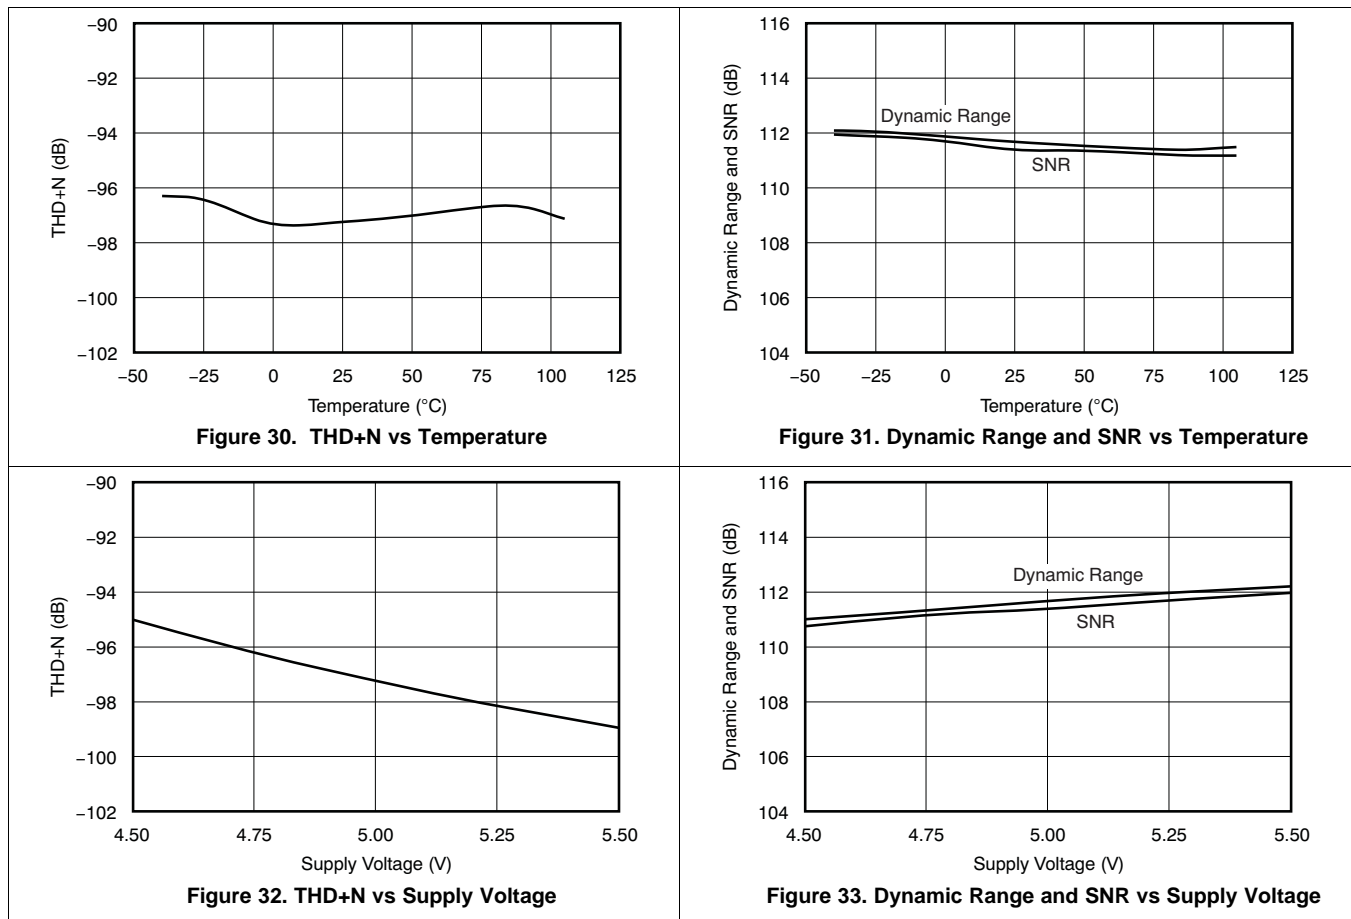 −90
−92
−94
−96
−98
−100
−102
THD+N (dB)
−50 −25 0 25 50 75 100 125
Temperature (°C)
Figure 30. THD+N vs Temperature
116
114
112
110
108
106
104
Dynamic Range and SNR (dB)
Dynamic Range
SNR
−50 −25 0 25 50 75 100 125
Temperature (°C)
Figure 31. Dynamic Range and SNR vs Temperature
−90
−92
−94
−96
−98
−100
−102
THD+N (dB)
4.50 4.75 5.00 5.25 5.50
Supply Voltage (V)
Figure 32. THD+N vs Supply Voltage
116
114
112
110
108
106
104
Dynamic Range and SNR (dB)
Dynamic Range
SNR
4.50 4.75 5.00 5.25 5.50
Supply Voltage (V)
Figure 33. Dynamic Range and SNR vs Supply Voltage